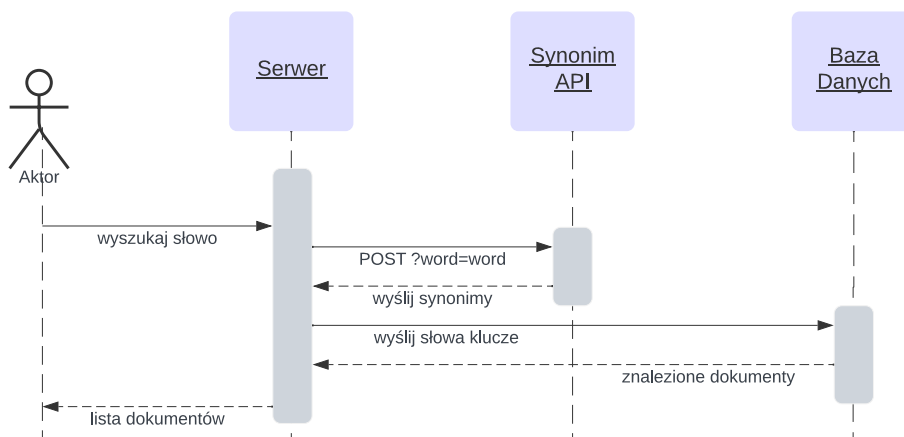 Serwer
Synonim
API
Baza
Danych
Aktor
wyszukaj słowo
POST ?word=word
wyślij synonimy
wyślij słowa klucze
znalezione dokumenty
lista dokumentów